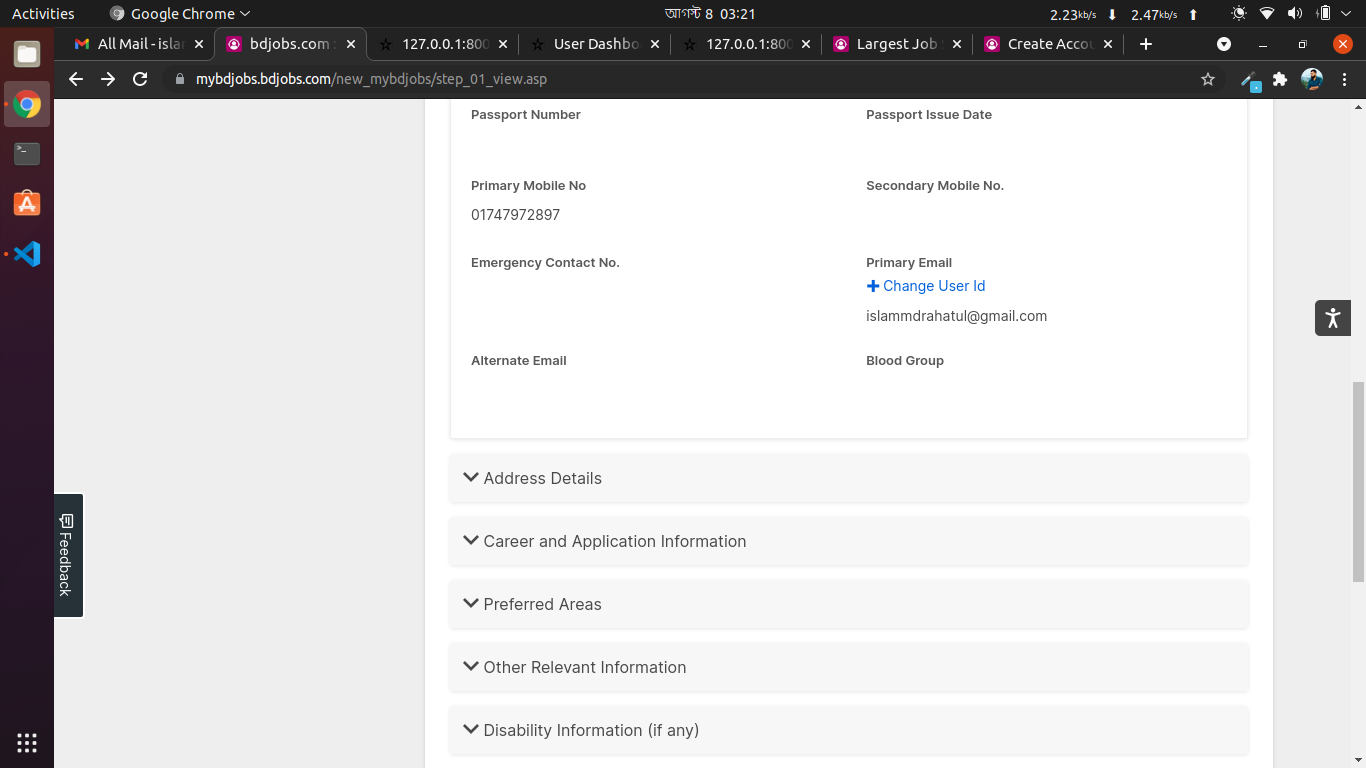 Activities Google Chrome আগস্ট 8 03:21 2.23kb/s 2.47kb/s
All Mail - islar bdjobs.com : 127.0.0.1:800 User Dashbo 127.0.0.1:800 Largest Job Create Accou
mybdjobs.bdjobs.com/new_mybdjobs/step_01_view.asp
Passport Number Passport Issue Date
Primary Mobile No Secondary Mobile No.
01747972897
Emergency Contact No. Primary Email
Change User Id
islammdrahatul@gmail.com
Alternate Email Blood Group
Address Details
Career and Application Information
Feedback
Preferred Areas
Other Relevant Information
Disability Information (if any)